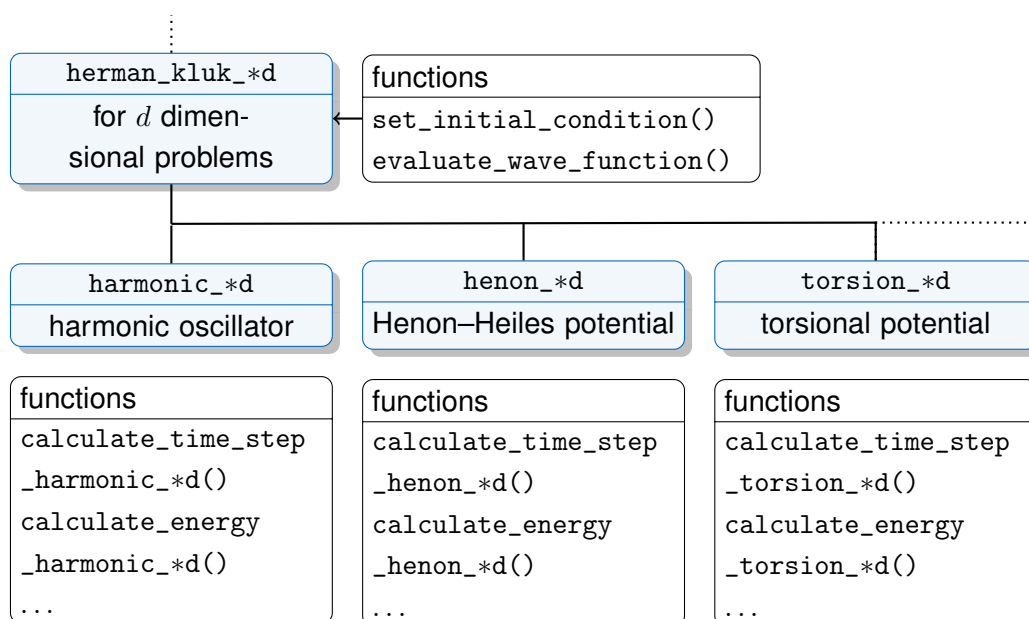 herman_kluk_*d
for d dimen-
sional problems
functions
set_initial_condition()
evaluate_wave_function()
harmonic_*d
harmonic oscillator
henon_*d
Henon–Heiles potential
torsion_*d
torsional potential
functions
calculate_time_step
_harmonic_*d()
calculate_energy
_harmonic_*d()
...
functions
calculate_time_step
_henon_*d()
calculate_energy
_henon_*d()
...
functions
calculate_time_step
_torsion_*d()
calculate_energy
_torsion_*d()
...